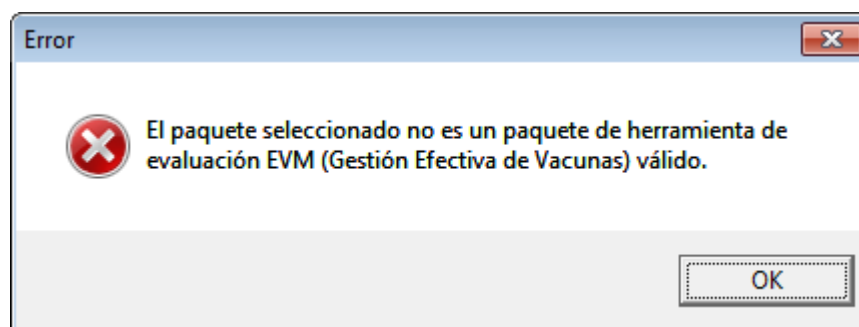 Error
El paquete seleccionado no es un paquete de herramienta de
evaluación EVM (Gestión Efectiva de Vacunas) válido.
OK